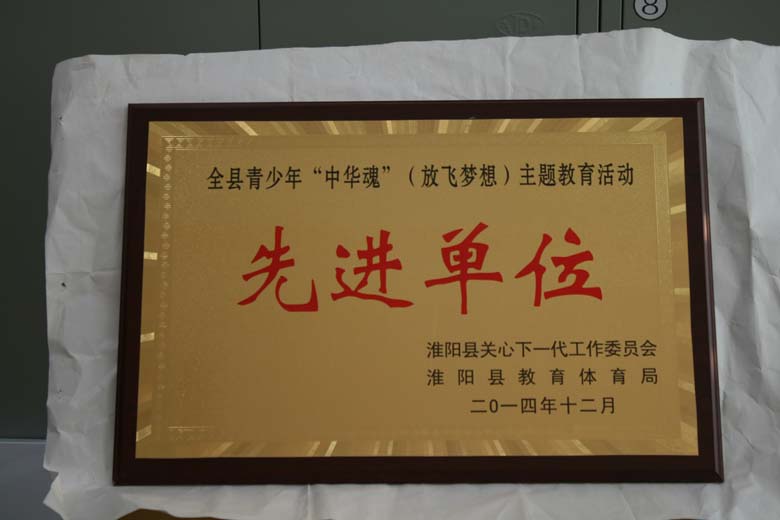 ⑧
全县青少年“中华魂”（放飞梦想）主题教育活动
先进单位
淮阳县关心下一代工作委员会
淮阳县教育体育局
二0一四年十二月